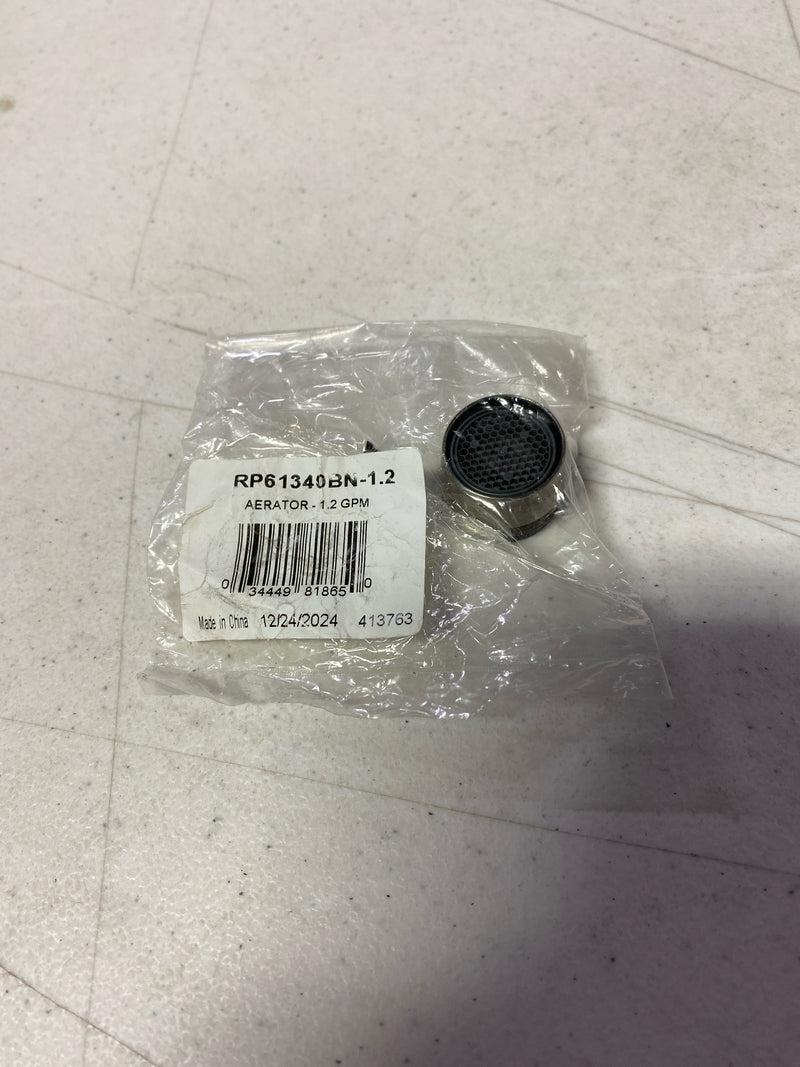 RP61340BN-1.2
AERATOR - 1.2 GPM
0 34449 81865 0
Made in China 12/24/2024 413763